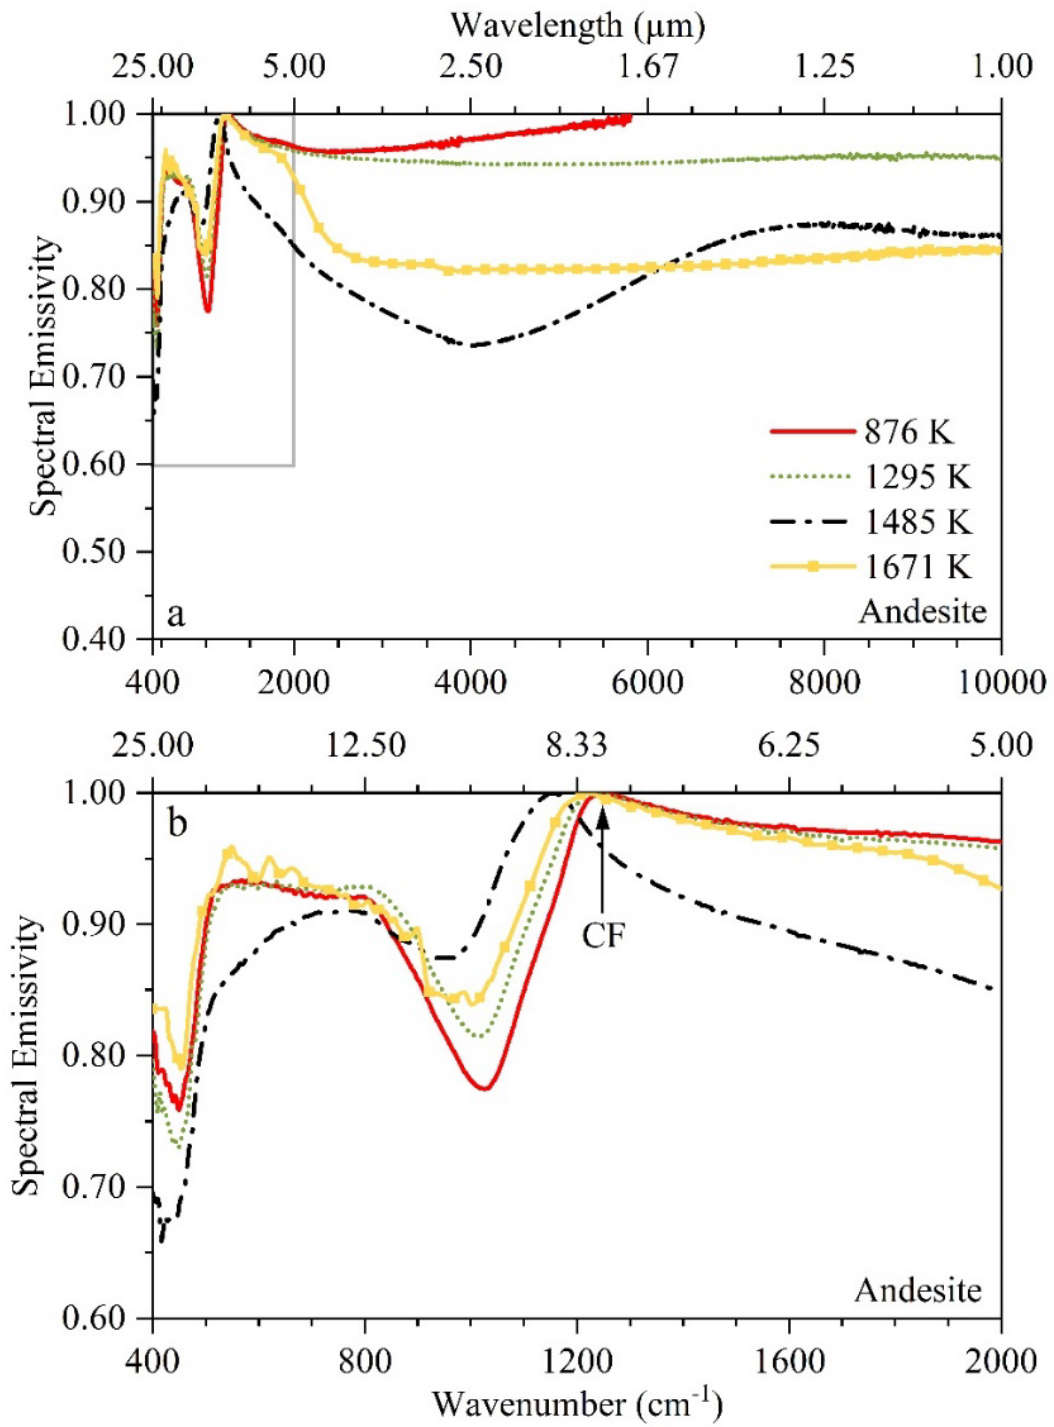 Wavelength (µm)
25.00 5.00 2.50 1.67 1.25 1.00
1.00
0.90
0.80
0.70
0.60
0.50
0.40
Spectral Emissivity
876 K
1295 K
1485 K
1671 K
a Andesite
400 2000 4000 6000 8000 10000
25.00 12.50 8.33 6.25 5.00
b
1.00
0.90
0.80
0.70
0.60
Spectral Emissivity
CF
Andesite
400 800 1200 1600 2000
Wavenumber (cm⁻¹)